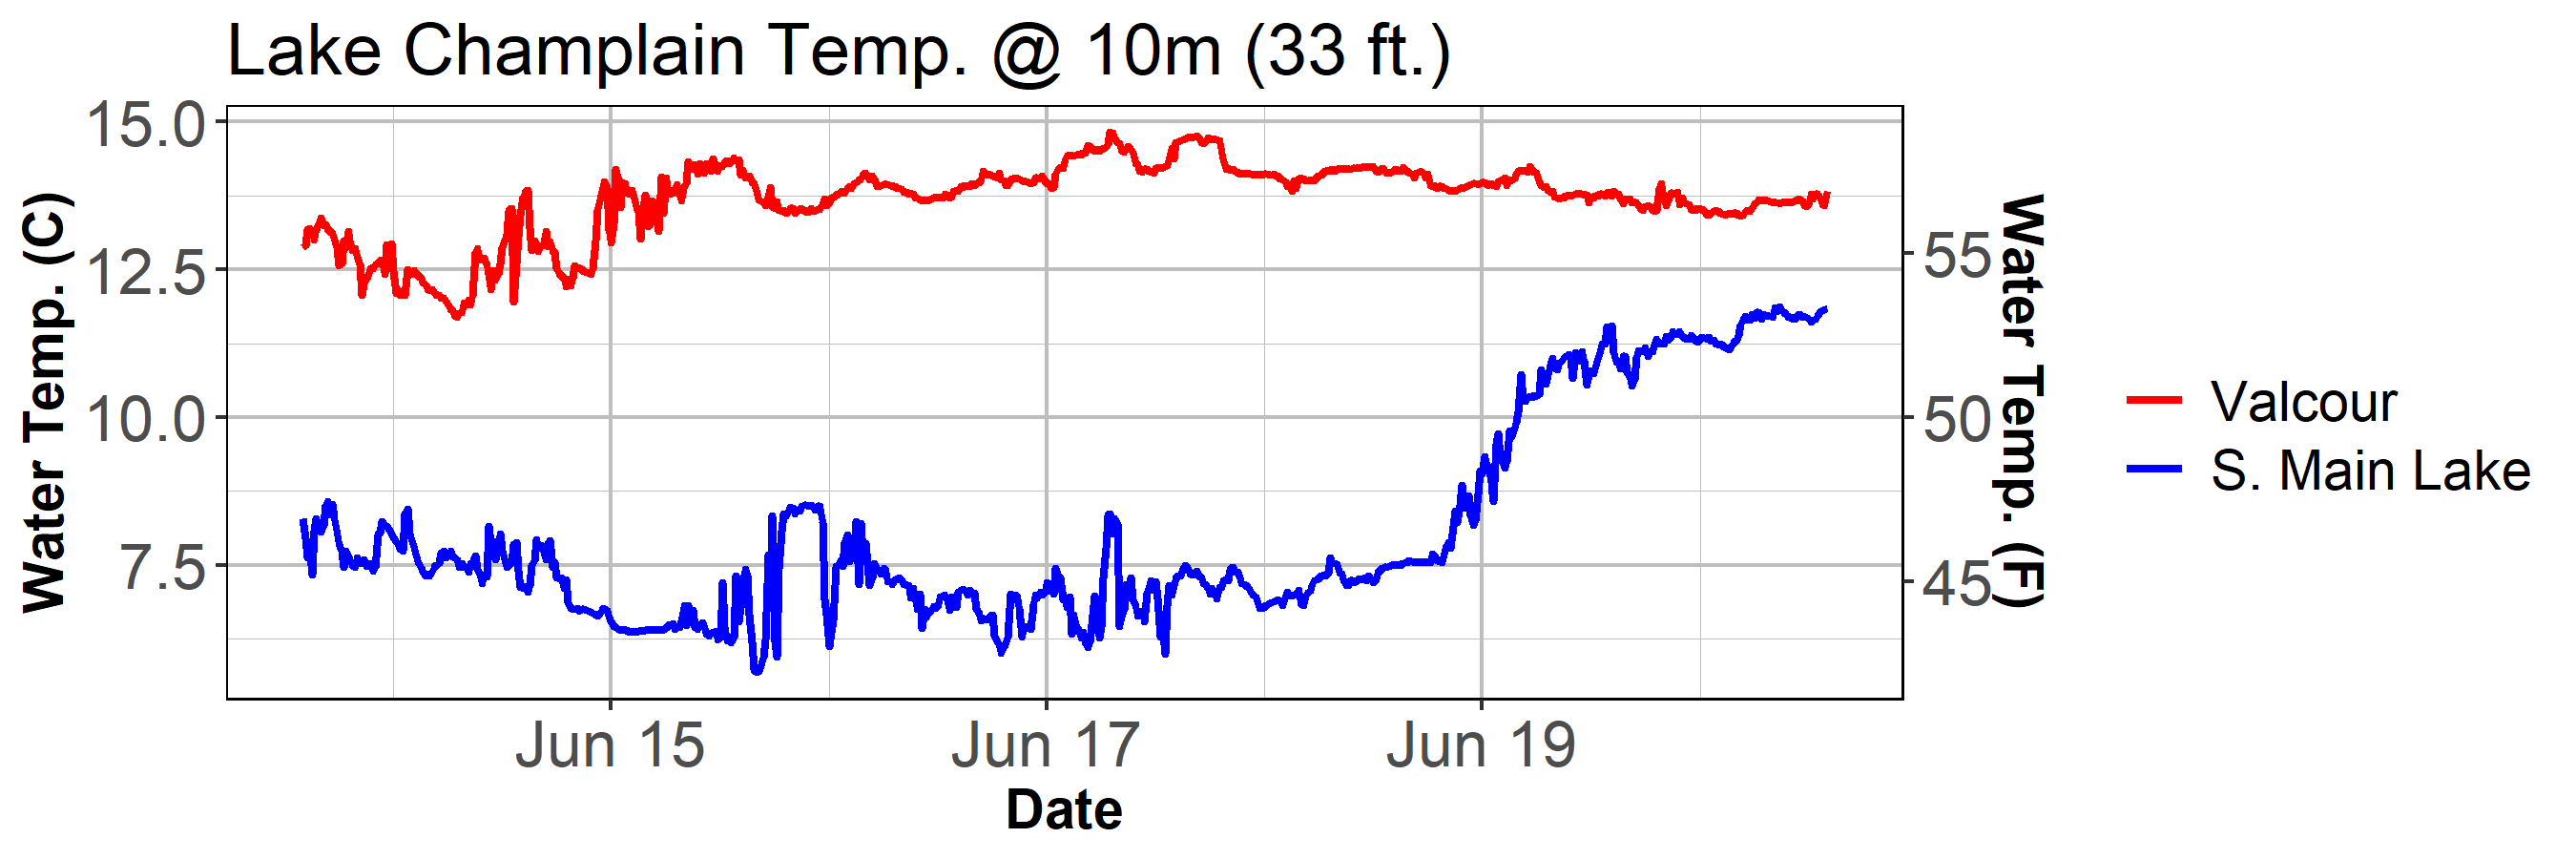 Lake Champlain Temp. @ 10m (33 ft.)
Water Temp. (C)
15.0
12.5
10.0
7.5
Jun 15
Jun 17
Jun 19
Date
55
50
45
Water Temp. (F)
Valcour
S. Main Lake